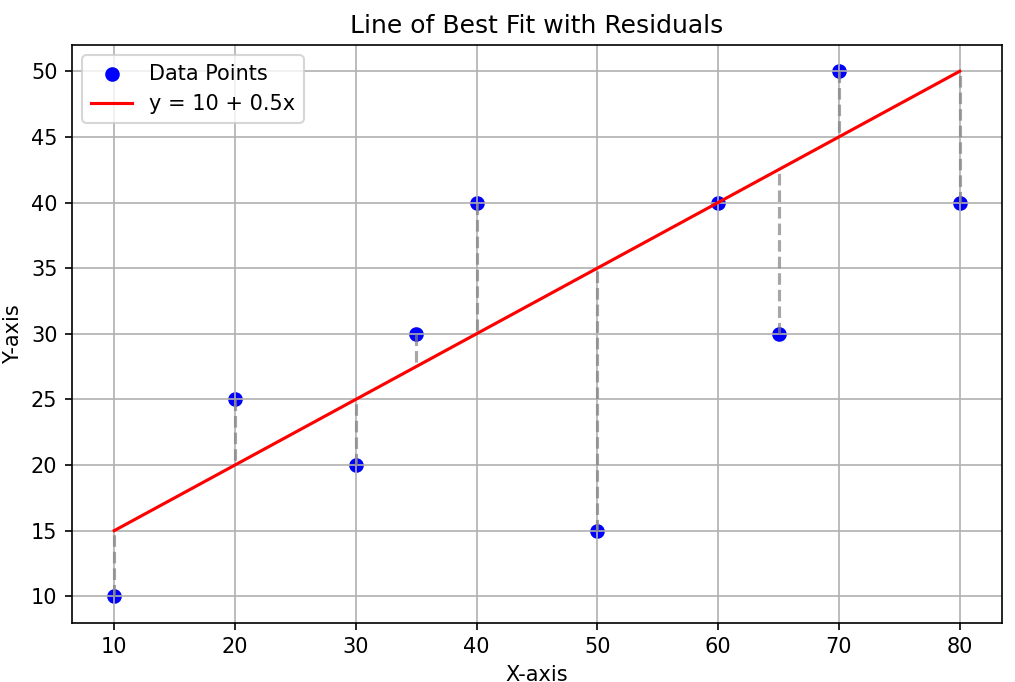 Line of Best Fit with Residuals
Data Points
y = 10 + 0.5x
50
45
40
35
30
25
20
15
10
Y-axis
10 20 30 40 50 60 70 80
X-axis